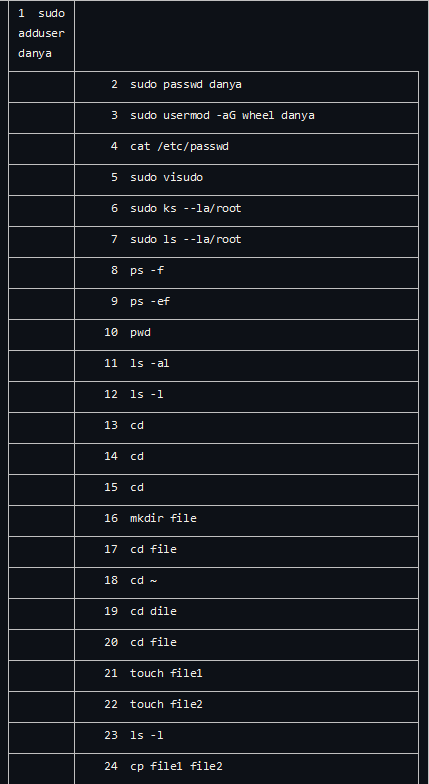 1 sudo
adduser
danya
2 sudo passwd danya
3 sudo usermod -aG wheel danya
4 cat /etc/passwd
5 sudo visudo
6 sudo ks --la/root
7 sudo ls --la/root
8 ps -f
9 ps -ef
10 pwd
11 ls -al
12 ls -l
13 cd
14 cd
15 cd
16 mkdir file
17 cd file
18 cd ~
19 cd dile
20 cd file
21 touch file1
22 touch file2
23 ls -l
24 cp file1 file2